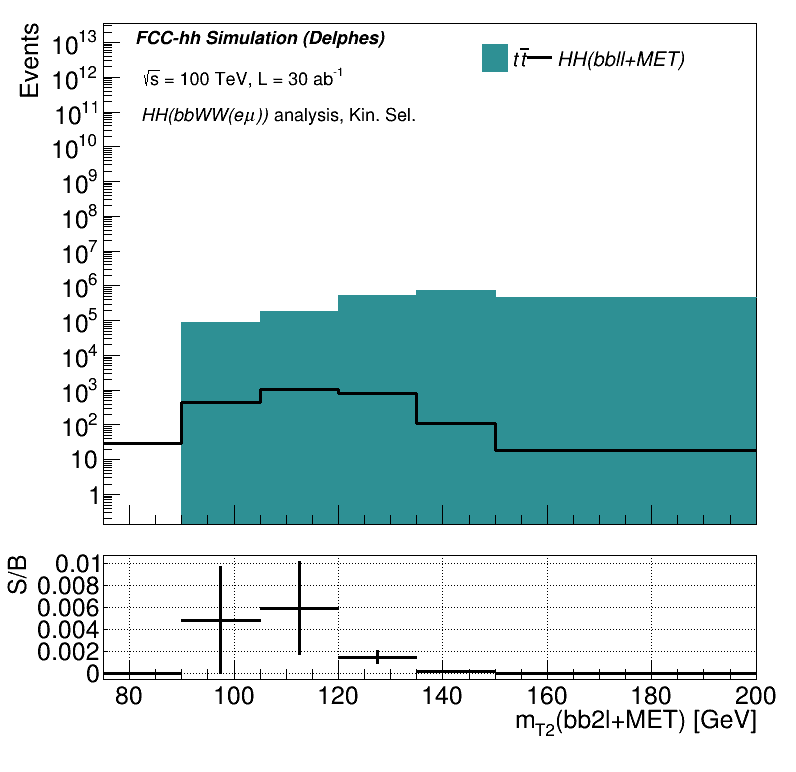 FCC-hh Simulation (Delphes)
√s = 100 TeV, L = 30 ab⁻¹
HH(bbWW(eμ)) analysis, Kin. Sel.
tt̅
HH(bbll+MET)
Events
10¹³
10¹²
10¹¹
10¹⁰
10⁹
10⁸
10⁷
10⁶
10⁵
10⁴
10³
10²
10
1
S/B
0.01
0.008
0.006
0.004
0.002
0
80 100 120 140 160 180 200
m_T2(bb2l+MET) [GeV]